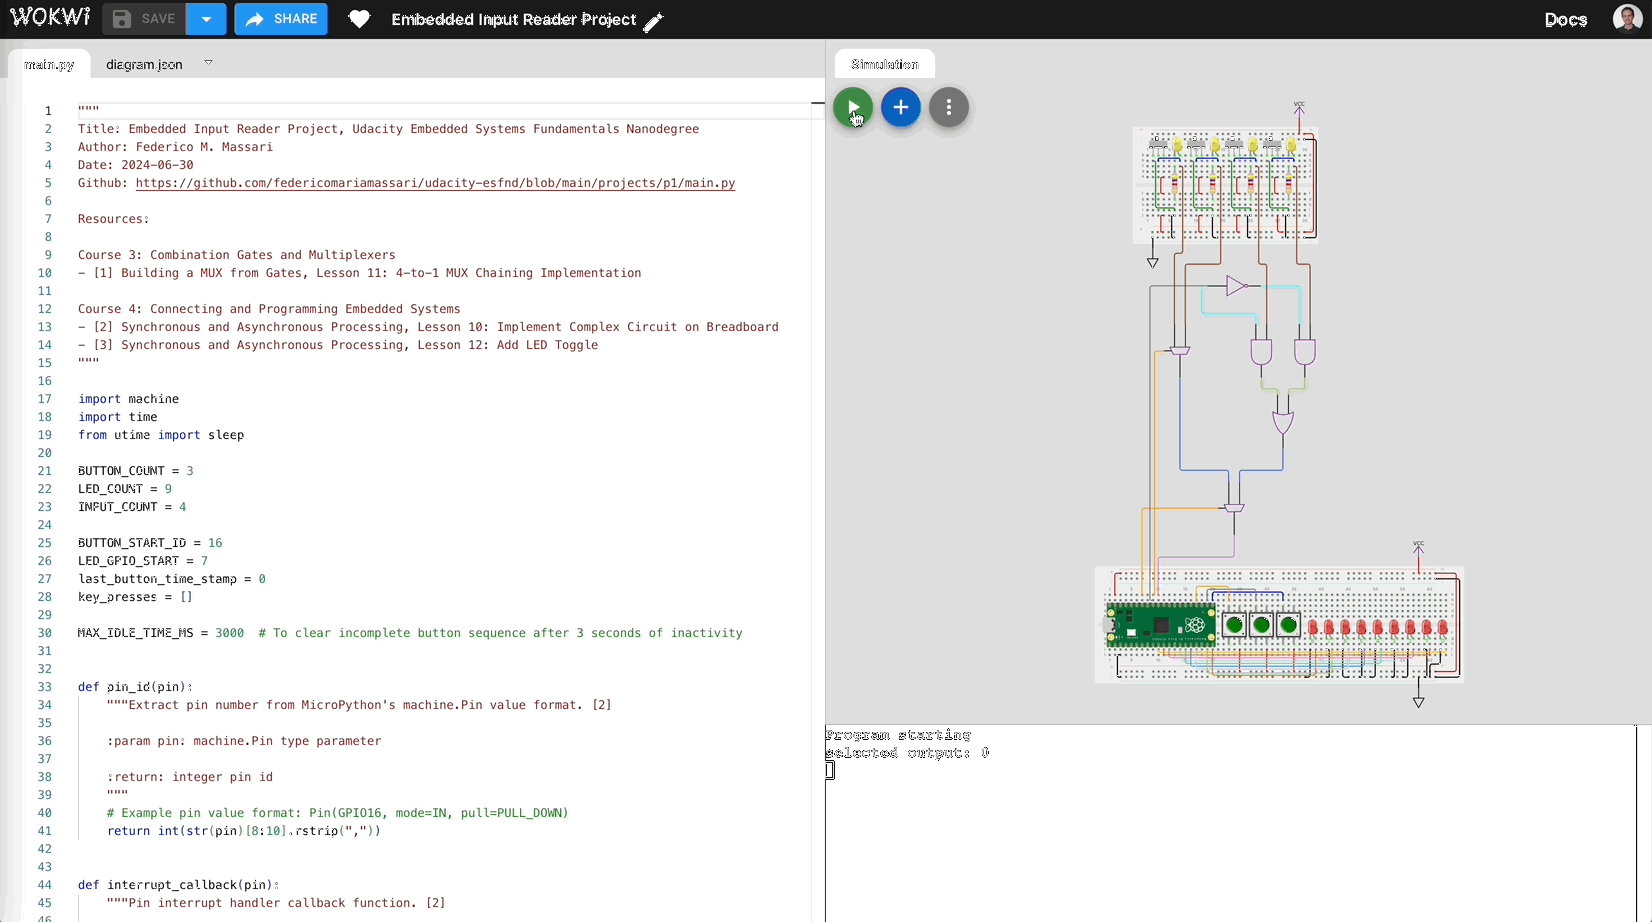 WOKWI
SAVE
SHARE
Embedded Input Reader Project
Docs
main.py
diagram.json
Simulation
1 """
2 Title: Embedded Input Reader Project, Udacity Embedded Systems Fundamentals Nanodegree
3 Author: Federico M. Massari
4 Date: 2024-06-30
5 Github: https://github.com/federicomariamassari/udacity-esfnd/blob/main/projects/p1/main.py
6
7 Resources:
8
9 Course 3: Combination Gates and Multiplexers
10 - [1] Building a MUX from Gates, Lesson 11: 4-to-1 MUX Chaining Implementation
11
12 Course 4: Connecting and Programming Embedded Systems
13 - [2] Synchronous and Asynchronous Processing, Lesson 10: Implement Complex Circuit on Breadboard
14 - [3] Synchronous and Asynchronous Processing, Lesson 12: Add LED Toggle
15 """
16
17 import machine
18 import time
19 from utime import sleep
20
21 BUTTON_COUNT = 3
22 LED_COUNT = 9
23 INPUT_COUNT = 4
24
25 BUTTON_START_ID = 16
26 LED_GPIO_START = 7
27 last_button_time_stamp = 0
28 key_presses = []
29
30 MAX_IDLE_TIME_MS = 3000 # To clear incomplete button sequence after 3 seconds of inactivity
31
32
33 def pin_id(pin):
34 """Extract pin number from MicroPython's machine.Pin value format. [2]
35
36 :param pin: machine.Pin type parameter
37
38 :return: integer pin id
39 """
40 # Example pin value format: Pin(GPIO16, mode=IN, pull=PULL_DOWN)
41 return int(str(pin)[8:10].rstrip(","))
42
43
44 def interrupt_callback(pin):
45 """Pin interrupt handler callback function. [2]
46
VCC
VCC
Program starting
selected output: 0